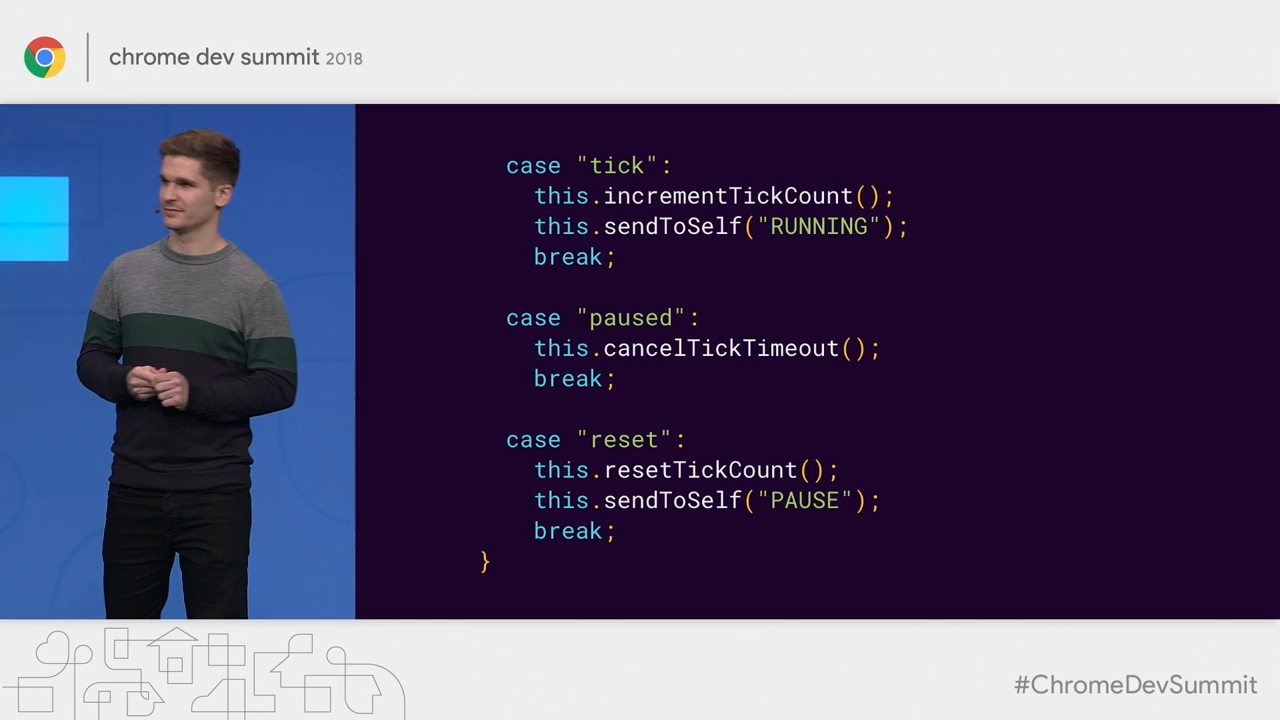 chrome dev summit 2018
case "tick":
this.incrementTickCount();
this.sendToSelf("RUNNING");
break;
case "paused":
this.cancelTickTimeout();
break;
case "reset":
this.resetTickCount();
this.sendToSelf("PAUSE");
break;
}
#ChromeDevSummit